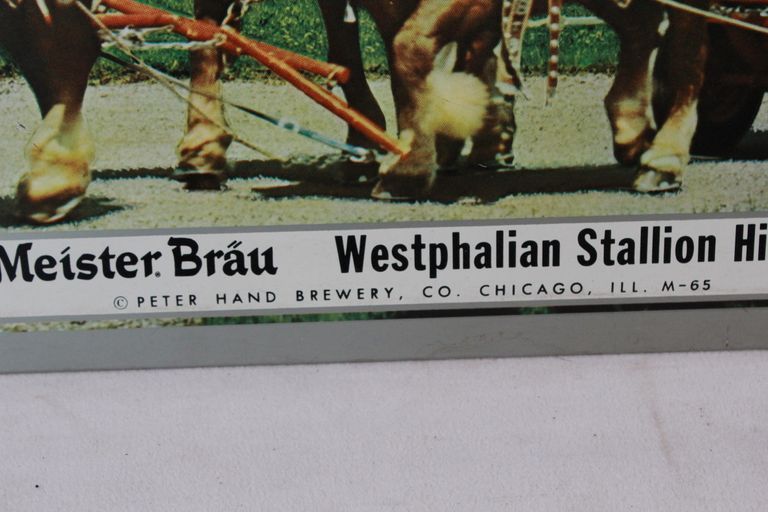 Meister Bräu Westphalian Stallion Hi
© PETER HAND BREWERY, CO. CHICAGO, ILL. M-65